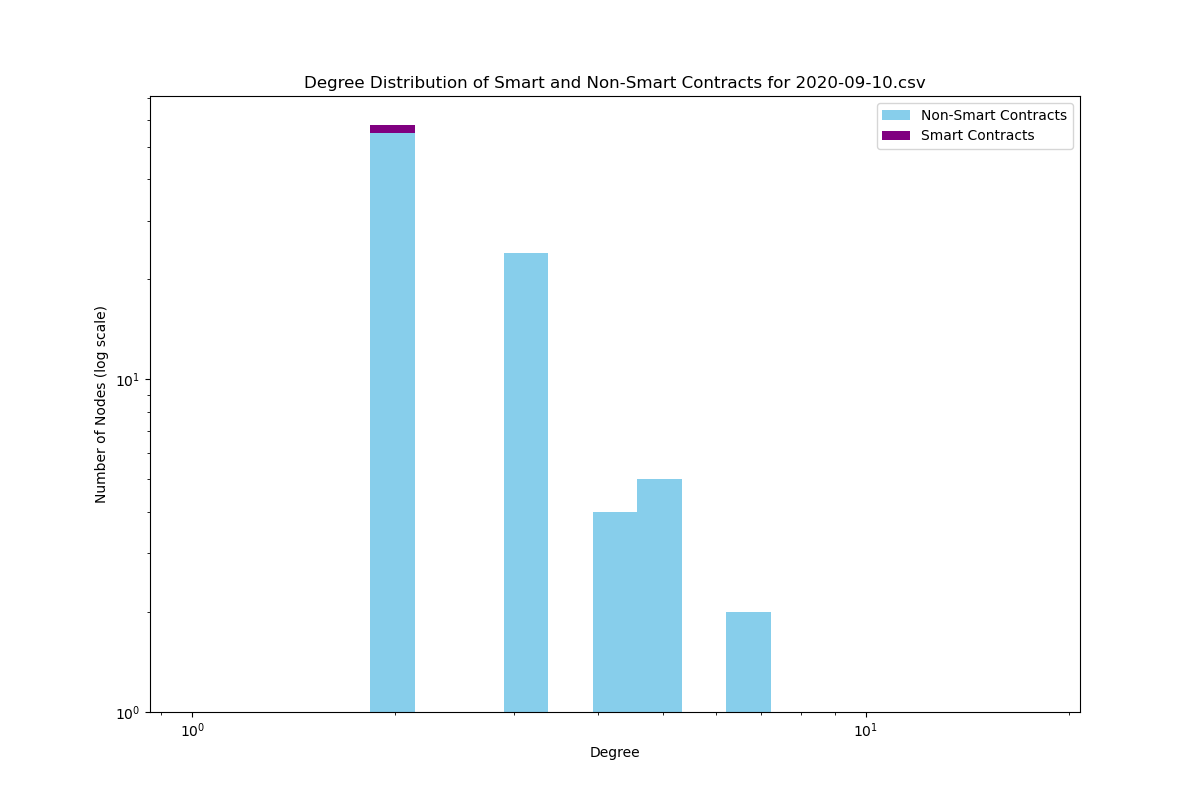 Degree Distribution of Smart and Non-Smart Contracts for 2020-09-10.csv
Non-Smart Contracts
Smart Contracts
Number of Nodes (log scale)
10¹
10⁰
10⁰ 10¹
Degree